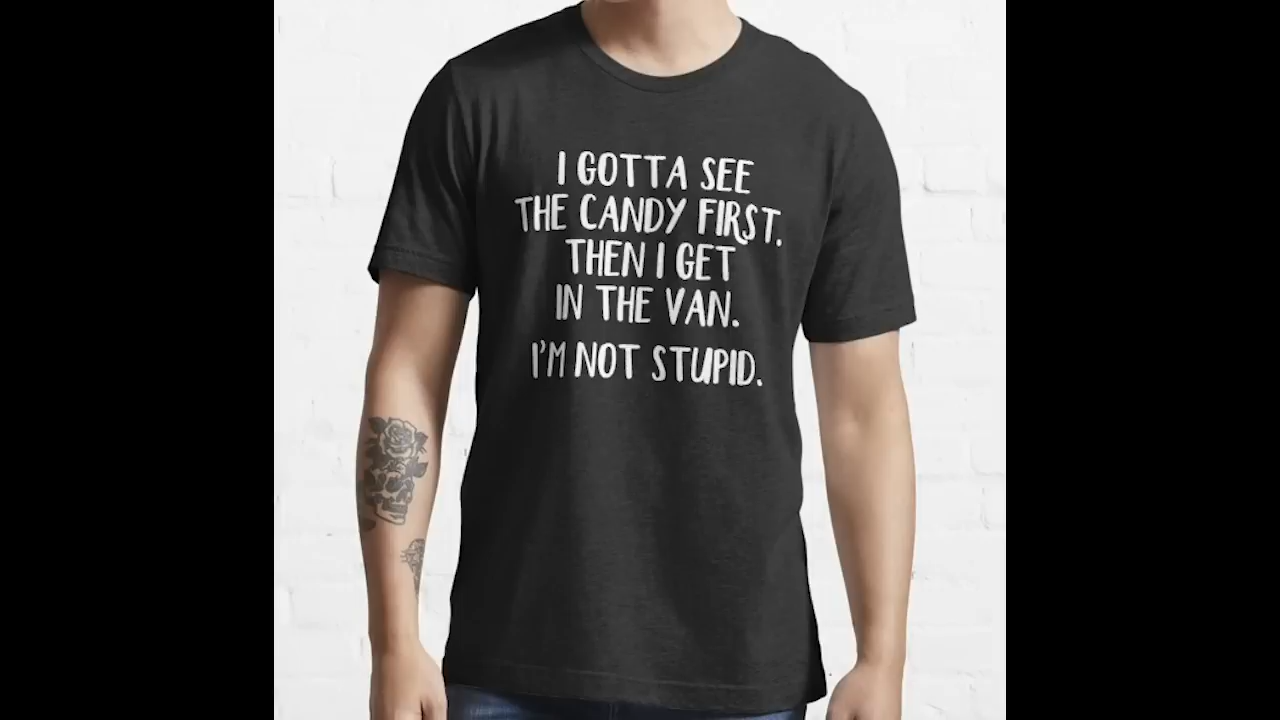 I GOTTA SEE
THE CANDY FIRST.
THEN I GET
IN THE VAN.
I'M NOT STUPID.